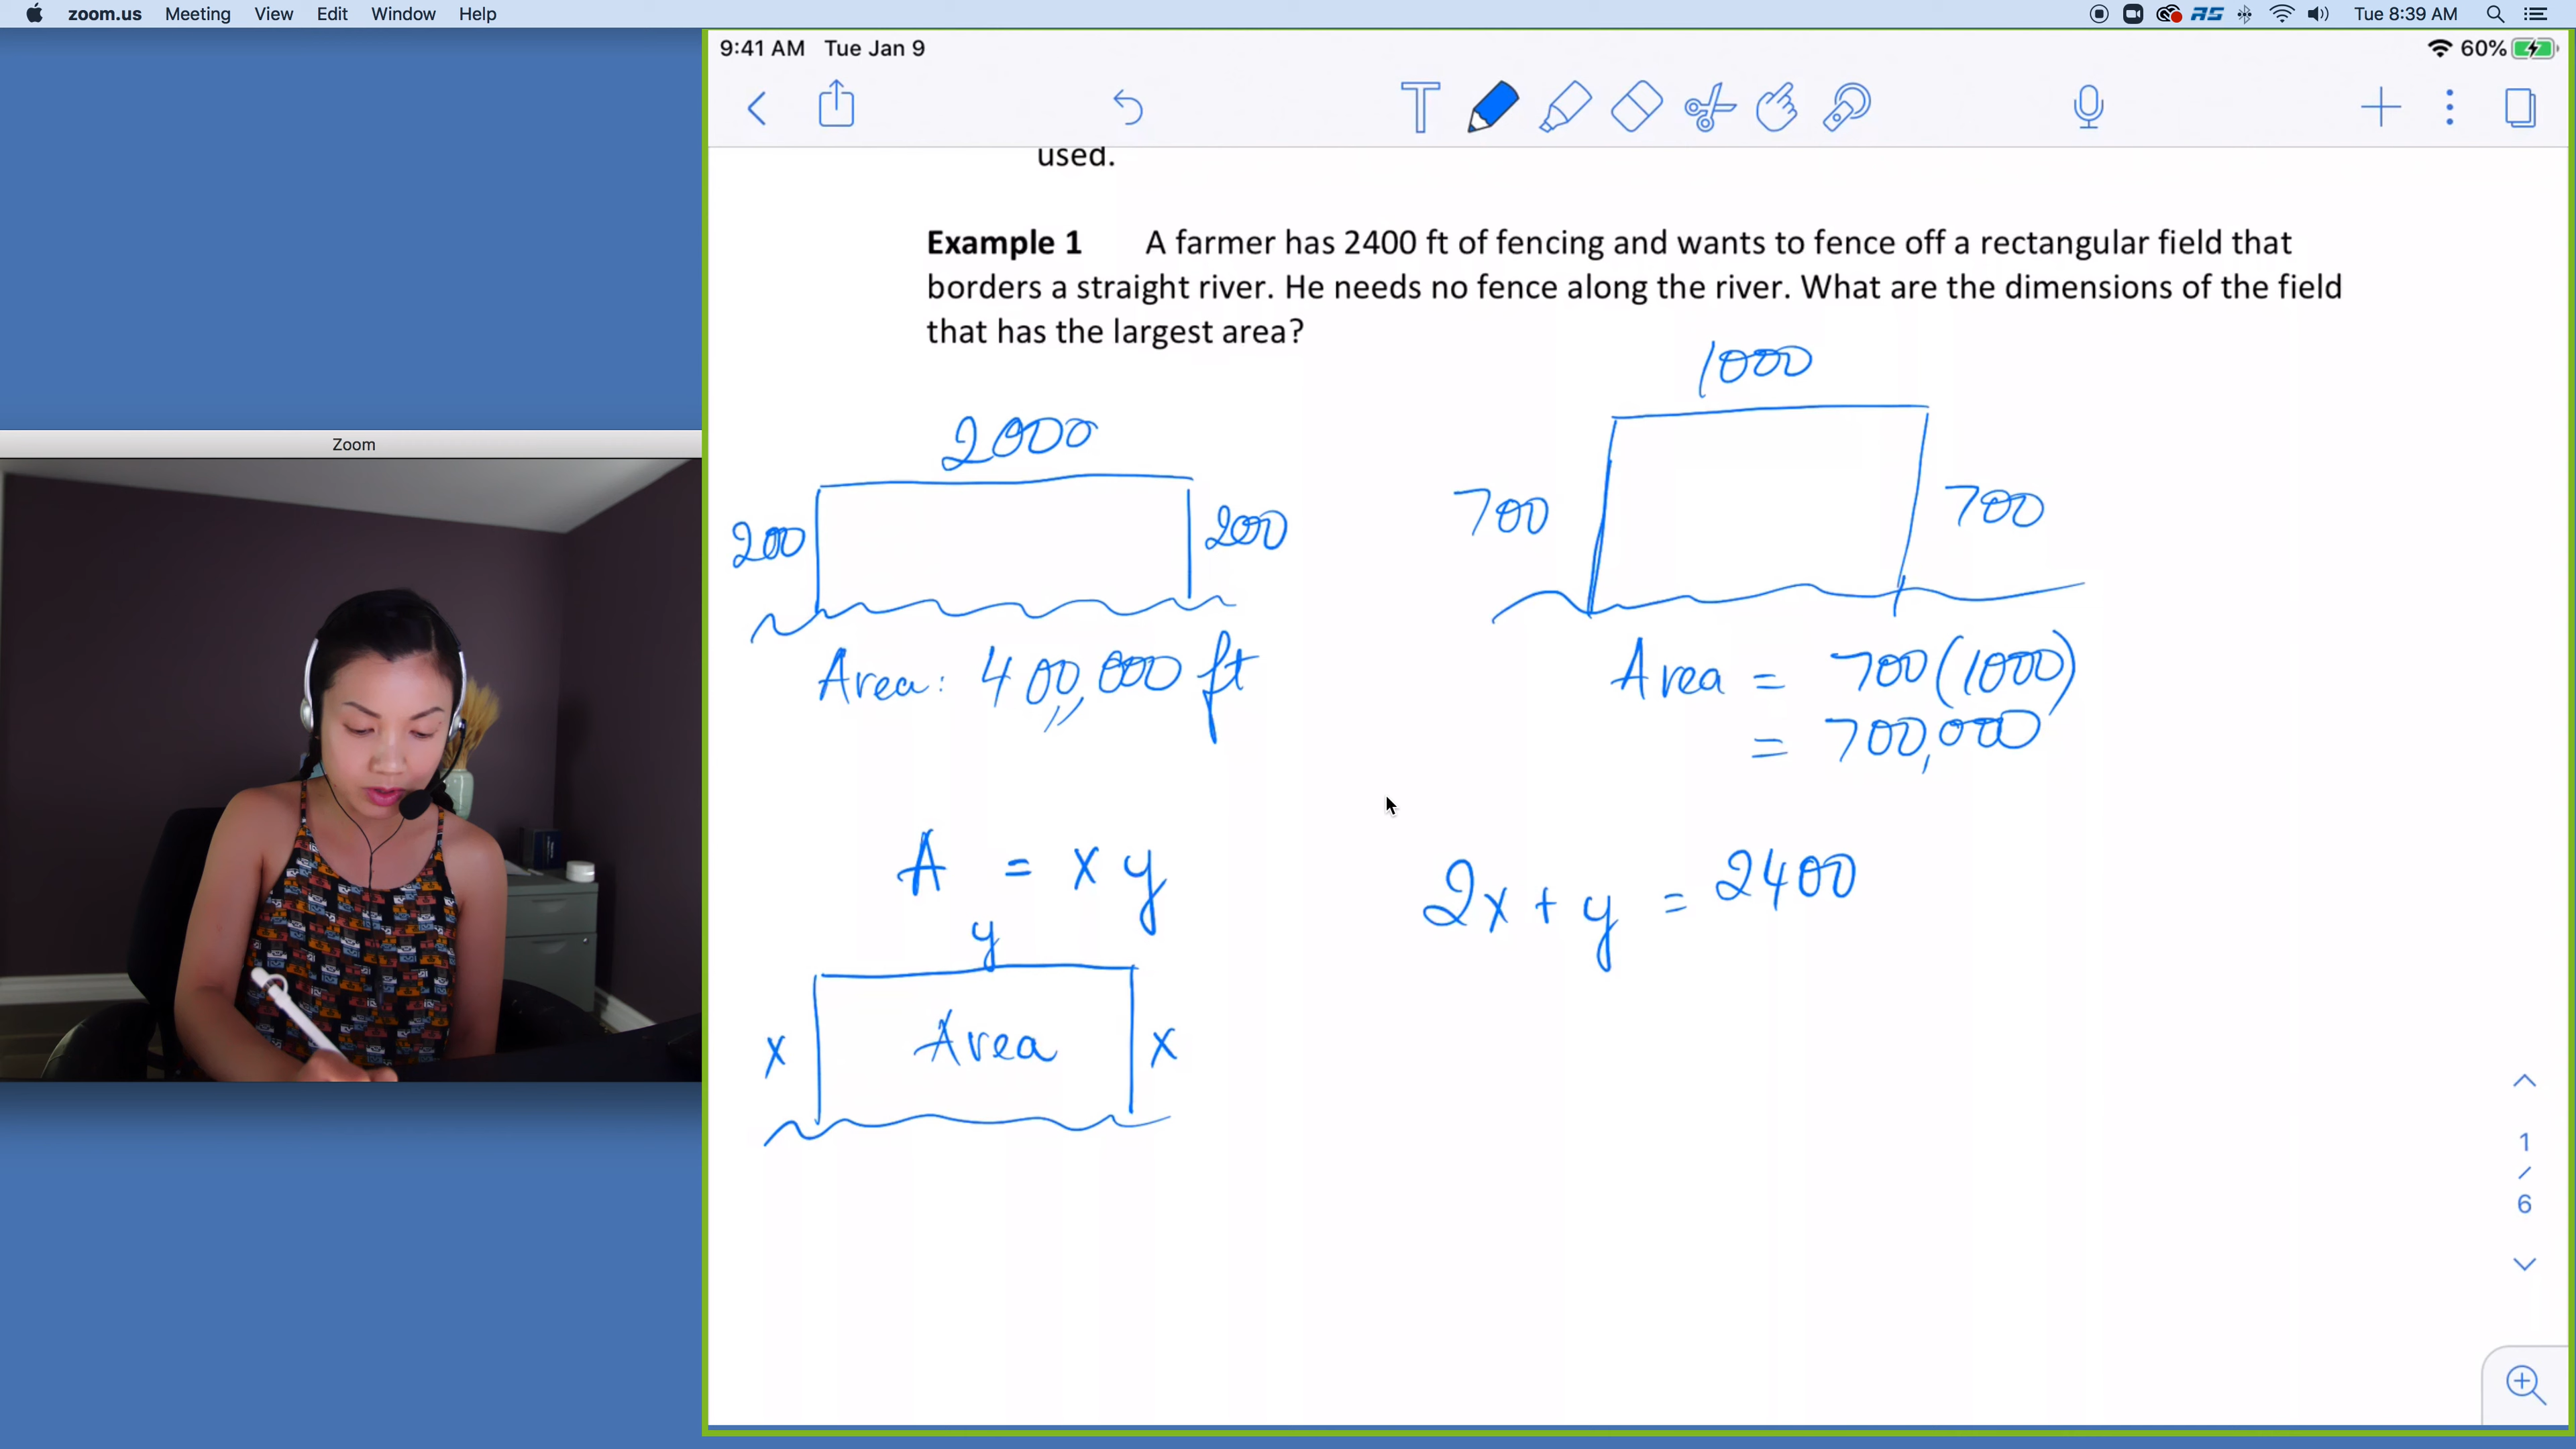 zoom.us Meeting View Edit Window Help Tue 8:39 AM
9:41 AM Tue Jan 9 60%
Zoom
used.
Example 1 A farmer has 2400 ft of fencing and wants to fence off a rectangular field that
borders a straight river. He needs no fence along the river. What are the dimensions of the field
that has the largest area?
2000
200 200
Area: 400,000 ft
1000
700 700
Area = 700(1000)
= 700,000
A = x y
2x + y = 2400
y
x Area x
1
/
6